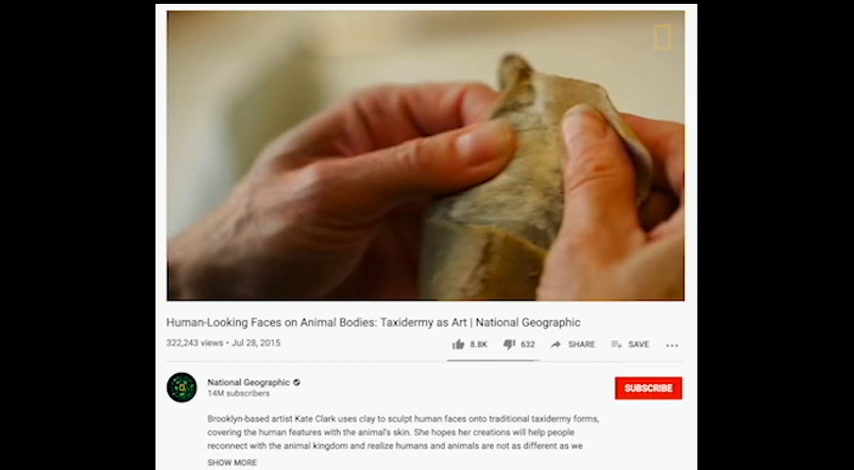 Human-Looking Faces on Animal Bodies: Taxidermy as Art | National Geographic
322,243 views • Jul 28, 2015 8.8K 632 SHARE SAVE
National Geographic
14M subscribers
SUBSCRIBE
Brooklyn-based artist Kate Clark uses clay to sculpt human faces onto traditional taxidermy forms,
covering the human features with the animal's skin. She hopes her creations will help people
reconnect with the animal kingdom and realize humans and animals are not as different as we
SHOW MORE